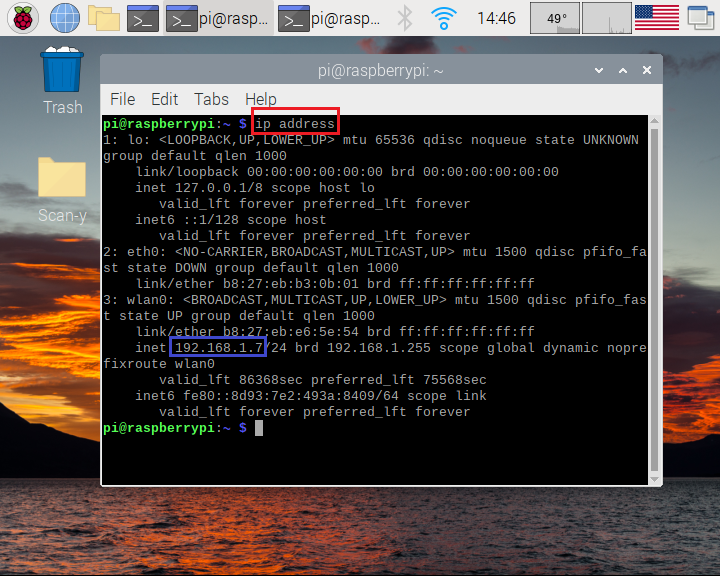 pi@rasp...
pi@rasp...
14:46
49°
Trash
Scan-y
pi@raspberrypi: ~
File Edit Tabs Help
pi@raspberrypi:~ $ ip address
1: lo: <LOOPBACK,UP,LOWER_UP> mtu 65536 qdisc noqueue state UNKNOWN
group default qlen 1000
link/loopback 00:00:00:00:00:00 brd 00:00:00:00:00:00
inet 127.0.0.1/8 scope host lo
valid_lft forever preferred_lft forever
inet6 ::1/128 scope host
valid_lft forever preferred_lft forever
2: eth0: <NO-CARRIER,BROADCAST,MULTICAST,UP> mtu 1500 qdisc pfifo_fa
st state DOWN group default qlen 1000
link/ether b8:27:eb:b3:0b:01 brd ff:ff:ff:ff:ff:ff
3: wlan0: <BROADCAST,MULTICAST,UP,LOWER_UP> mtu 1500 qdisc pfifo_fas
t state UP group default qlen 1000
link/ether b8:27:eb:e6:5e:54 brd ff:ff:ff:ff:ff:ff
inet 192.168.1.7/24 brd 192.168.1.255 scope global dynamic nopre
fixroute wlan0
valid_lft 86368sec preferred_lft 75568sec
inet6 fe80::8d93:7e2:493a:8409/64 scope link
valid_lft forever preferred_lft forever
pi@raspberrypi:~ $